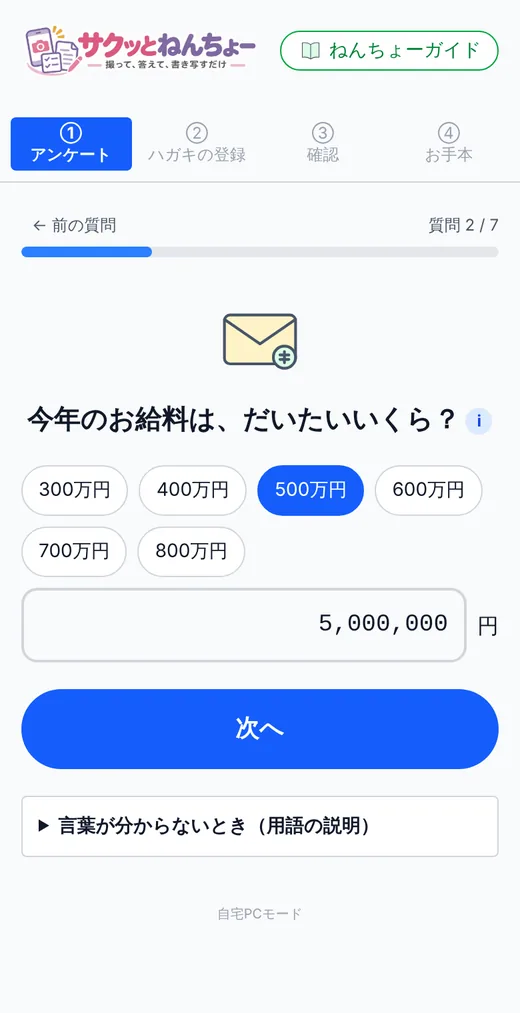 サクッとねんちょー
撮って、答えて、書き写すだけ
ねんちょーガイド
①
アンケート
②
ハガキの登録
③
確認
④
お手本
← 前の質問
質問 2 / 7
今年のお給料は、だいたいいくら？ i
300万円 400万円 500万円 600万円
700万円 800万円
5,000,000 円
次へ
▶ 言葉が分からないとき（用語の説明）
自宅PCモード